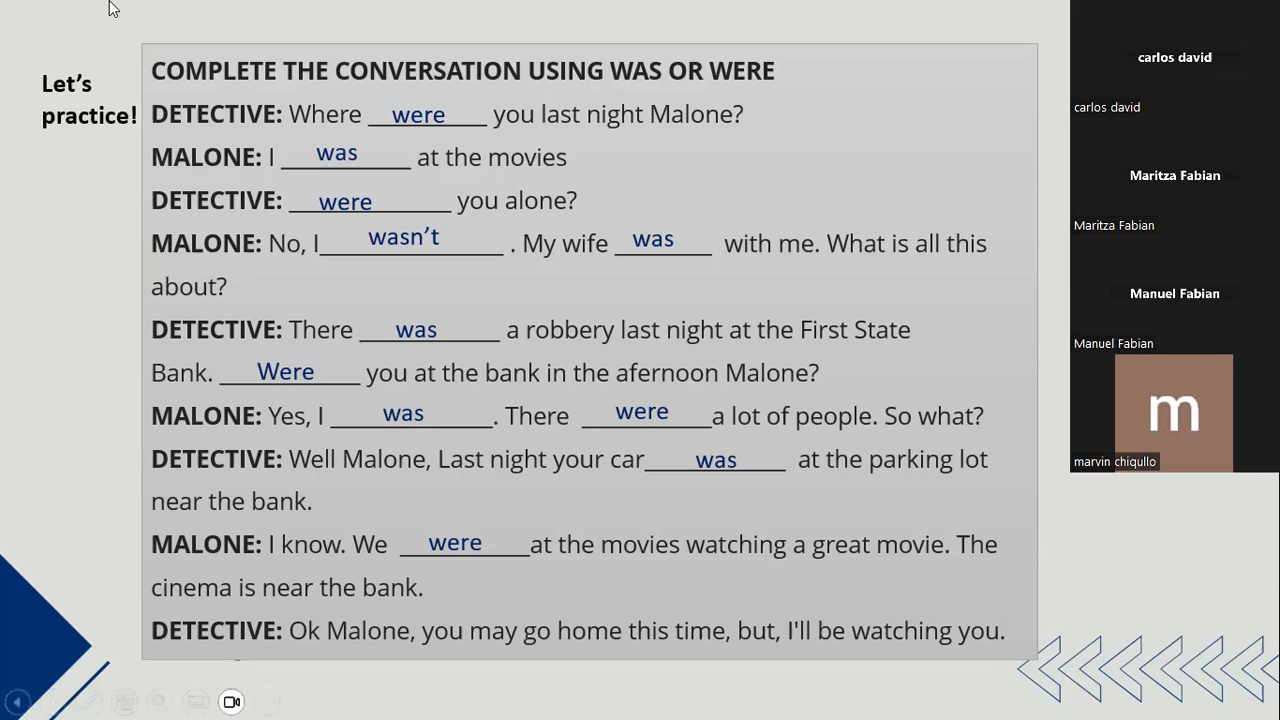 Let's
practice!
COMPLETE THE CONVERSATION USING WAS OR WERE
DETECTIVE: Where were you last night Malone?
MALONE: I was at the movies
DETECTIVE: were you alone?
MALONE: No, I wasn't . My wife was with me. What is all this
about?
DETECTIVE: There was a robbery last night at the First State
Bank. Were you at the bank in the afernoon Malone?
MALONE: Yes, I was. There were a lot of people. So what?
DETECTIVE: Well Malone, Last night your car was at the parking lot
near the bank.
MALONE: I know. We were at the movies watching a great movie. The
cinema is near the bank.
DETECTIVE: Ok Malone, you may go home this time, but, I'll be watching you.
carlos david
carlos david
Maritza Fabian
Maritza Fabian
Manuel Fabian
Manuel Fabian
m
marvin chiqullo